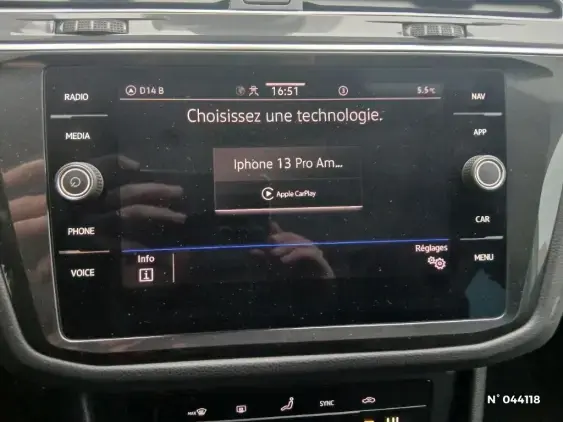 RADIO
MEDIA
PHONE
VOICE
D14 B
16:51
5.5°C
Choisissez une technologie.
Iphone 13 Pro Am...
Apple CarPlay
Info
Réglages
NAV
APP
CAR
MENU
MAX
SYNC
N° 044118